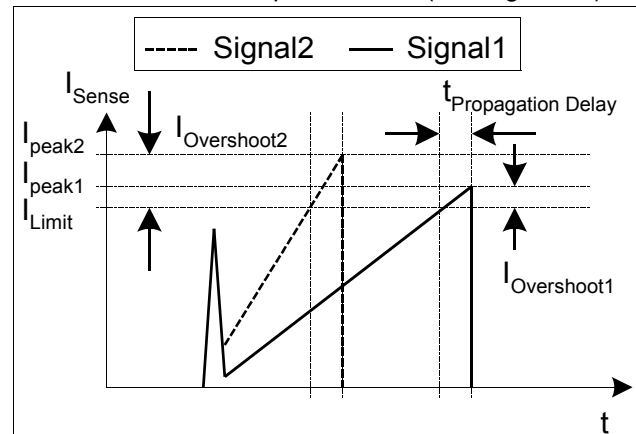 Signal2 Signal1
I_Sense
t_Propagation Delay
I_Overshoot2
I_peak2
I_peak1
I_Limit
I_Overshoot1
t